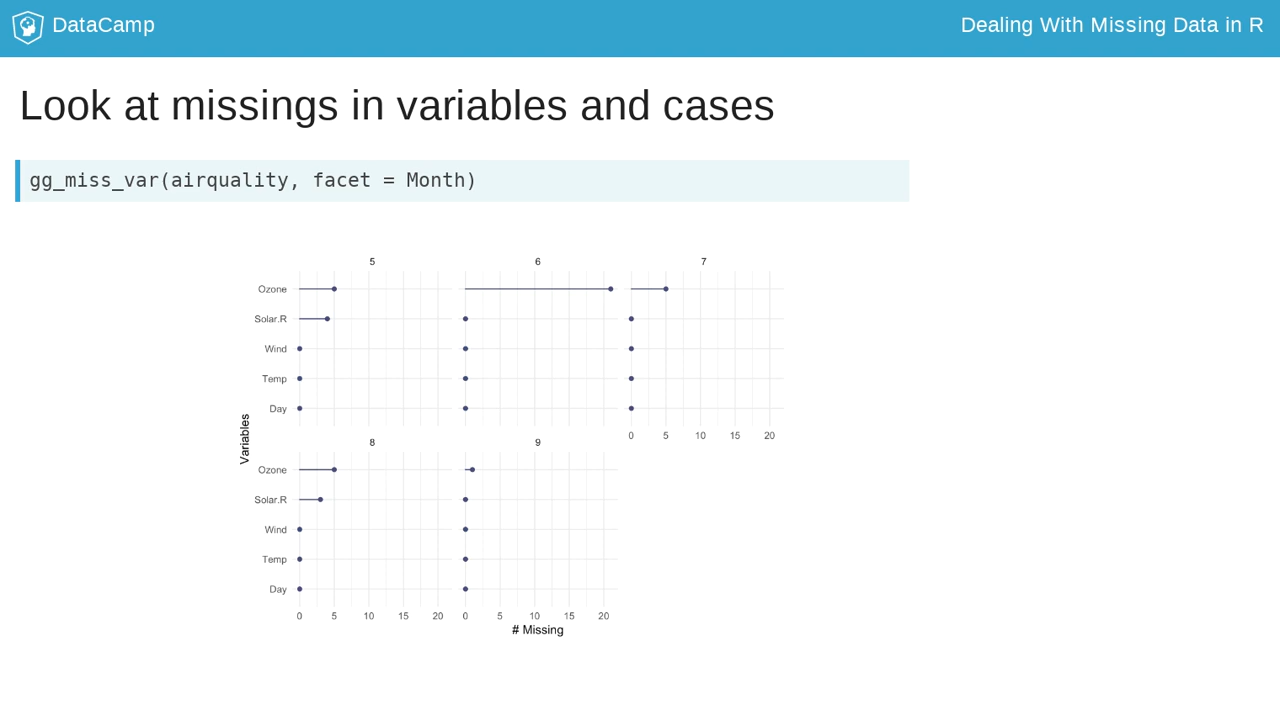 DataCamp
Dealing With Missing Data in R
Look at missings in variables and cases
gg_miss_var(airquality, facet = Month)
5 6 7
Ozone
Solar.R
Wind
Temp
Day
0 5 10 15 20
Variables
8 9
Ozone
Solar.R
Wind
Temp
Day
0 5 10 15 20 0 5 10 15 20
# Missing